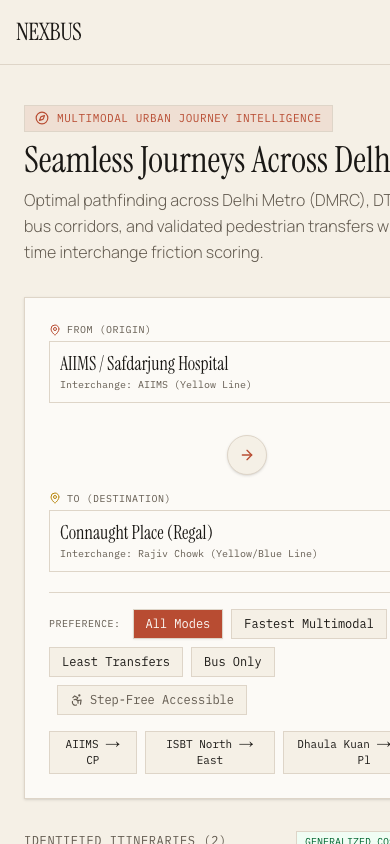 NEXBUS
MULTIMODAL URBAN JOURNEY INTELLIGENCE
Seamless Journeys Across Delh
Optimal pathfinding across Delhi Metro (DMRC), DT
bus corridors, and validated pedestrian transfers w
time interchange friction scoring.
FROM (ORIGIN)
AIIMS / Safdarjung Hospital
Interchange: AIIMS (Yellow Line)
→
TO (DESTINATION)
Connaught Place (Regal)
Interchange: Rajiv Chowk (Yellow/Blue Line)
PREFERENCE: All Modes Fastest Multimodal
Least Transfers Bus Only
Step-Free Accessible
AIIMS → ISBT North → Dhaula Kuan →
CP East Pl
IDENTIFIED ITINERARIES (2) GENERALIZED CO